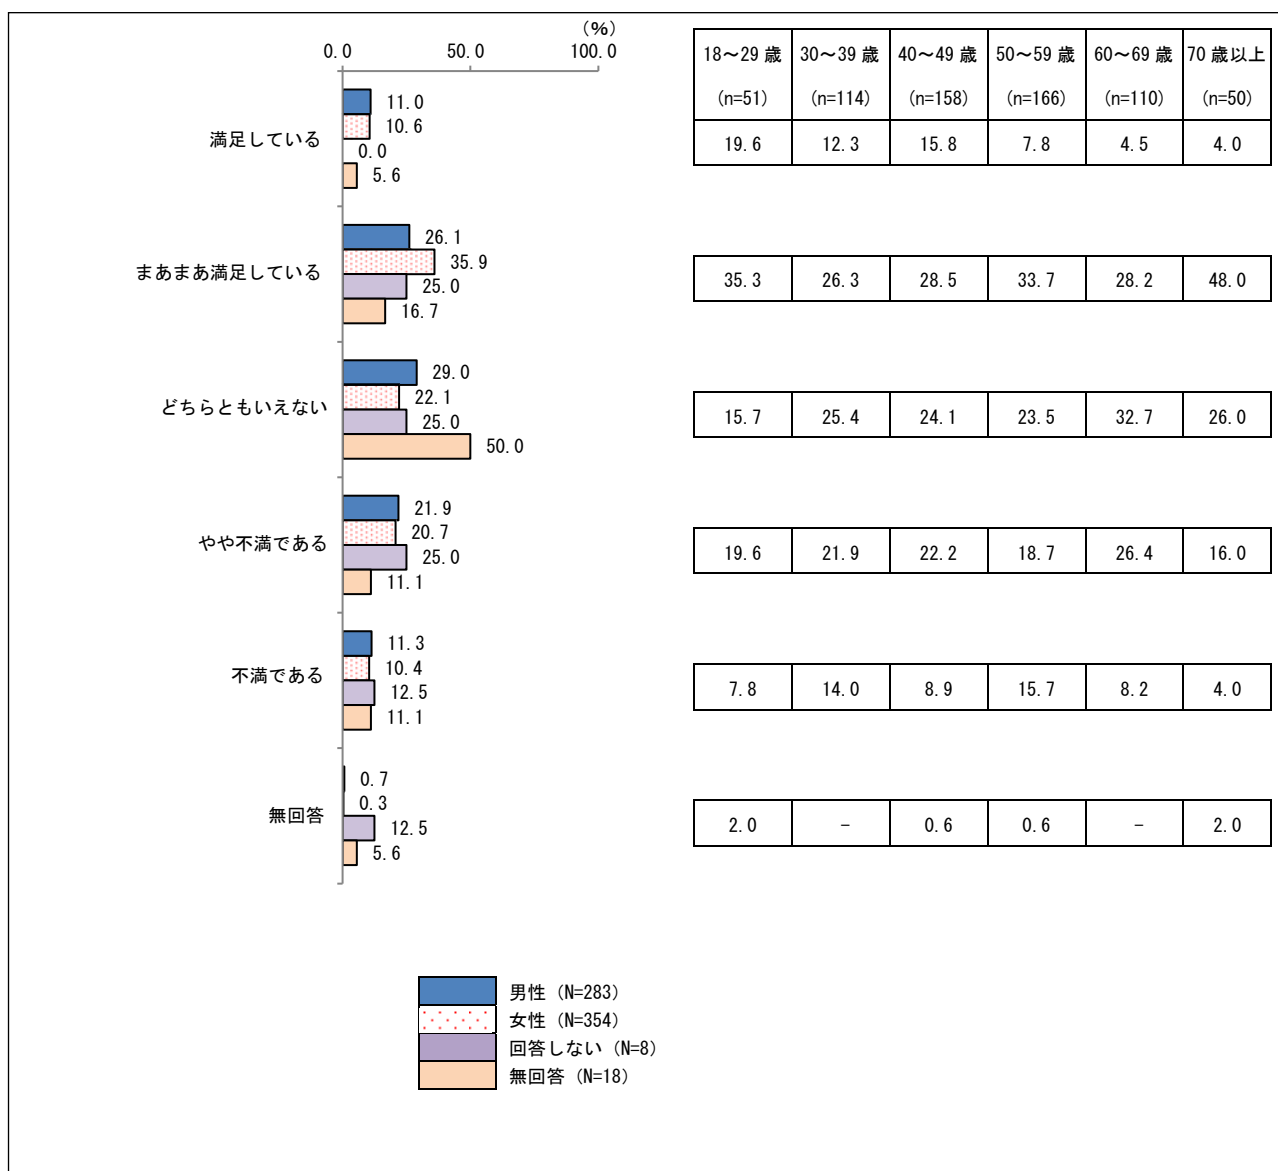 (%)
0.0 50.0 100.0
18～29歳 30～39歳 40～49歳 50～59歳 60～69歳 70歳以上
(n=51) (n=114) (n=158) (n=166) (n=110) (n=50)
満足している
11.0
10.6
0.0
5.6
19.6 12.3 15.8 7.8 4.5 4.0
まあまあ満足している
26.1
35.9
25.0
16.7
35.3 26.3 28.5 33.7 28.2 48.0
どちらともいえない
29.0
22.1
25.0
50.0
15.7 25.4 24.1 23.5 32.7 26.0
やや不満である
21.9
20.7
25.0
11.1
19.6 21.9 22.2 18.7 26.4 16.0
不満である
11.3
10.4
12.5
11.1
7.8 14.0 8.9 15.7 8.2 4.0
無回答
0.7
0.3
12.5
5.6
2.0 － 0.6 0.6 － 2.0
男性（N=283）
女性（N=354）
回答しない（N=8）
無回答（N=18）